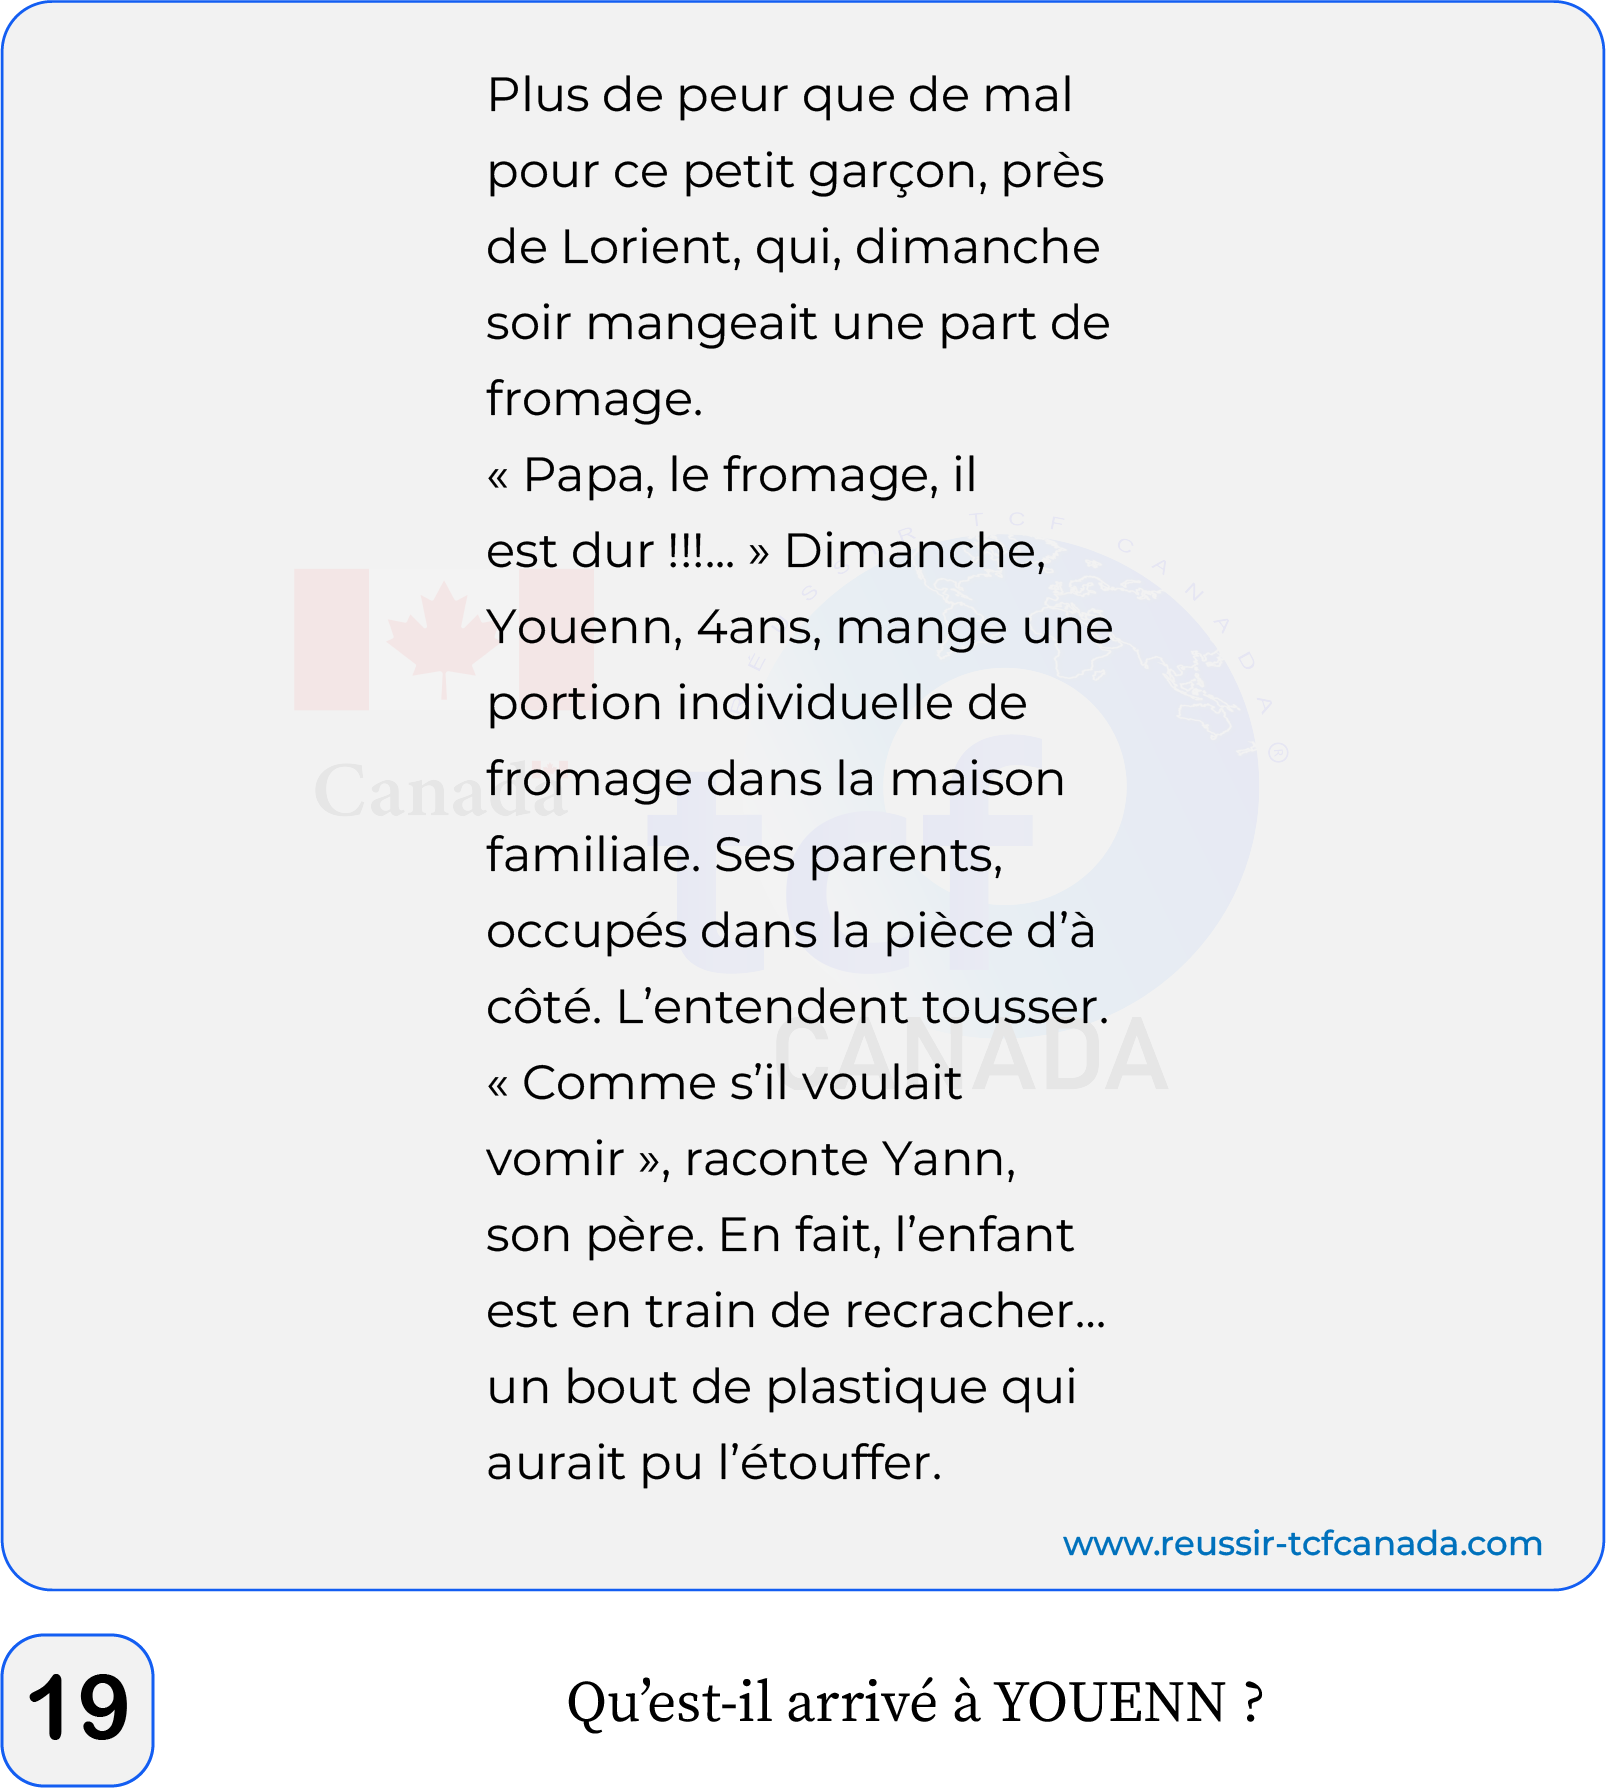 Plus de peur que de mal
pour ce petit garçon, près
de Lorient, qui, dimanche
soir mangeait une part de
fromage.
« Papa, le fromage, il
est dur !!!... » Dimanche,
Youenn, 4ans, mange une
portion individuelle de
fromage dans la maison
familiale. Ses parents,
occupés dans la pièce d’à
côté. L’entendent tousser.
« Comme s’il voulait
vomir », raconte Yann,
son père. En fait, l’enfant
est en train de recracher...
un bout de plastique qui
aurait pu l’étouffer.
Canada
tcf
CANADA
www.reussir-tcfcanada.com
19
Qu’est-il arrivé à YOUENN ?